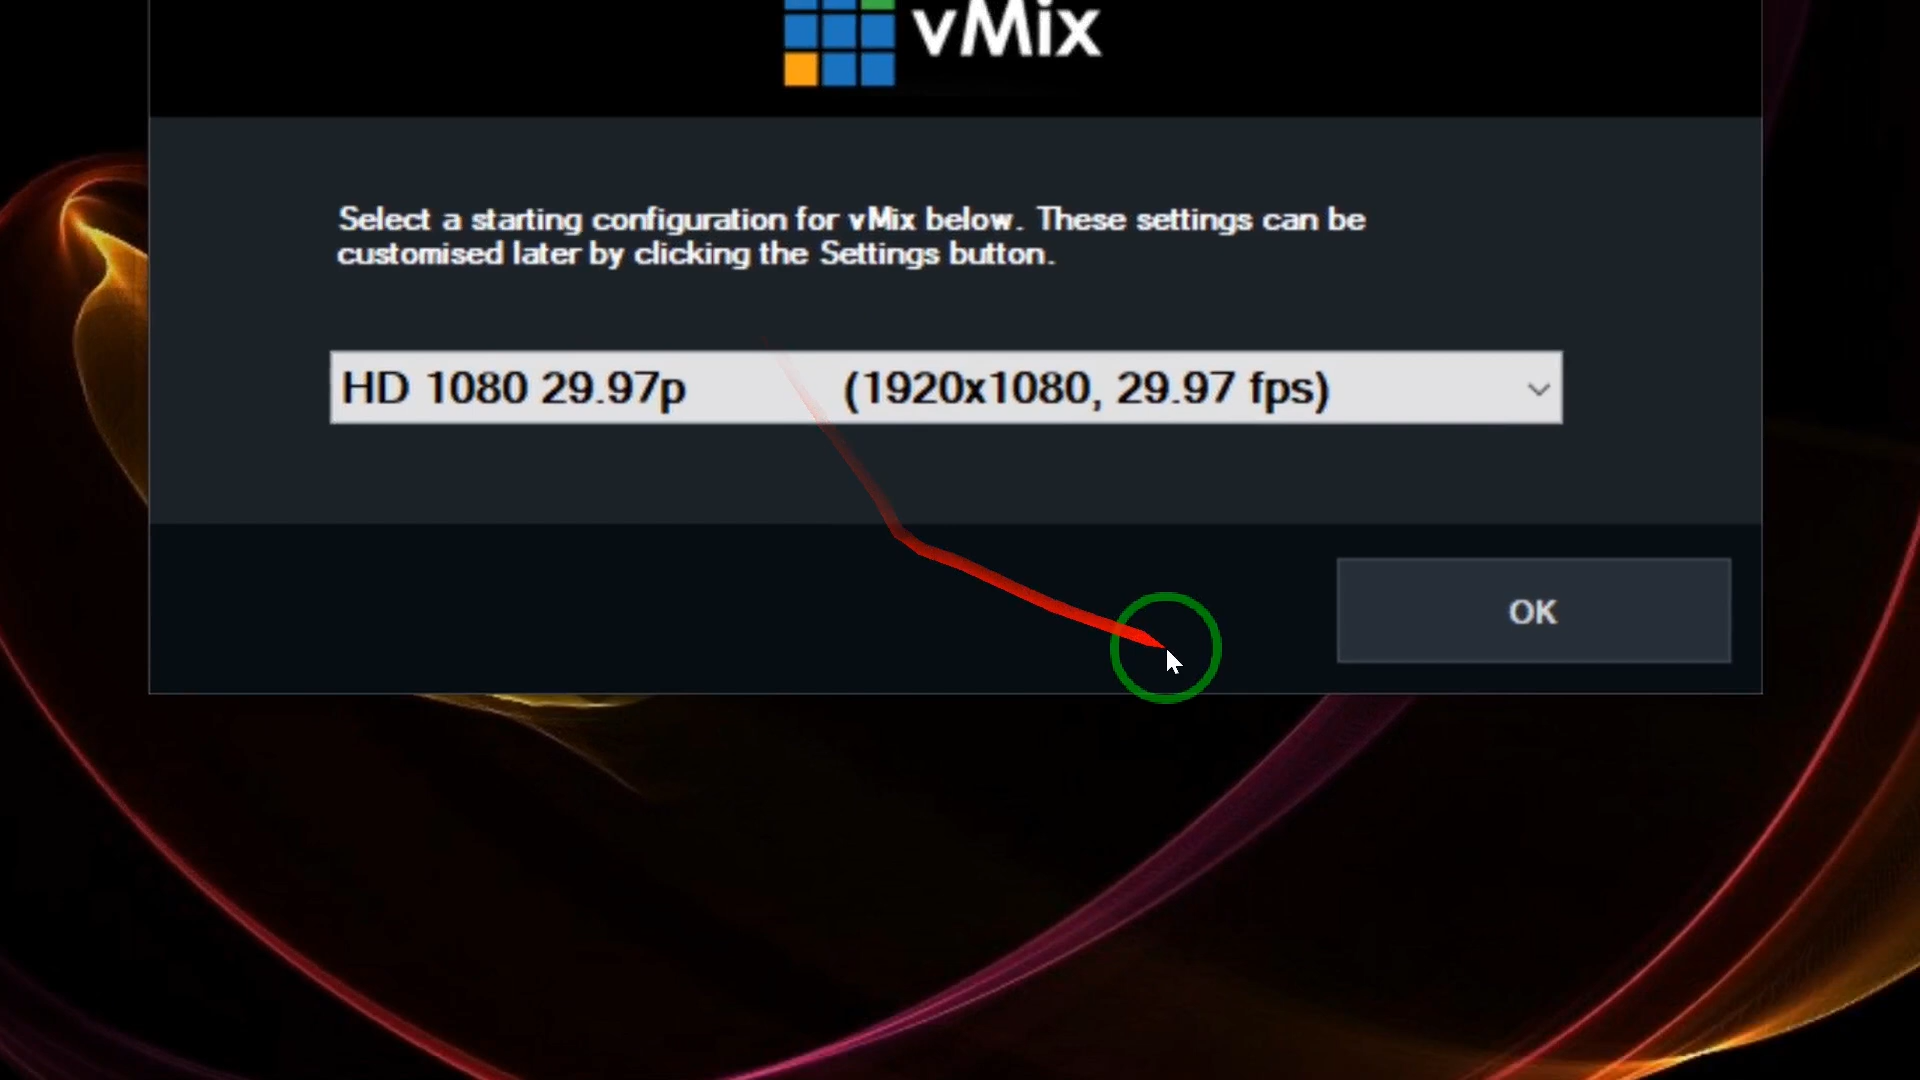 vMix
Select a starting configuration for vMix below. These settings can be
customised later by clicking the Settings button.
HD 1080 29.97p (1920x1080, 29.97 fps)
OK